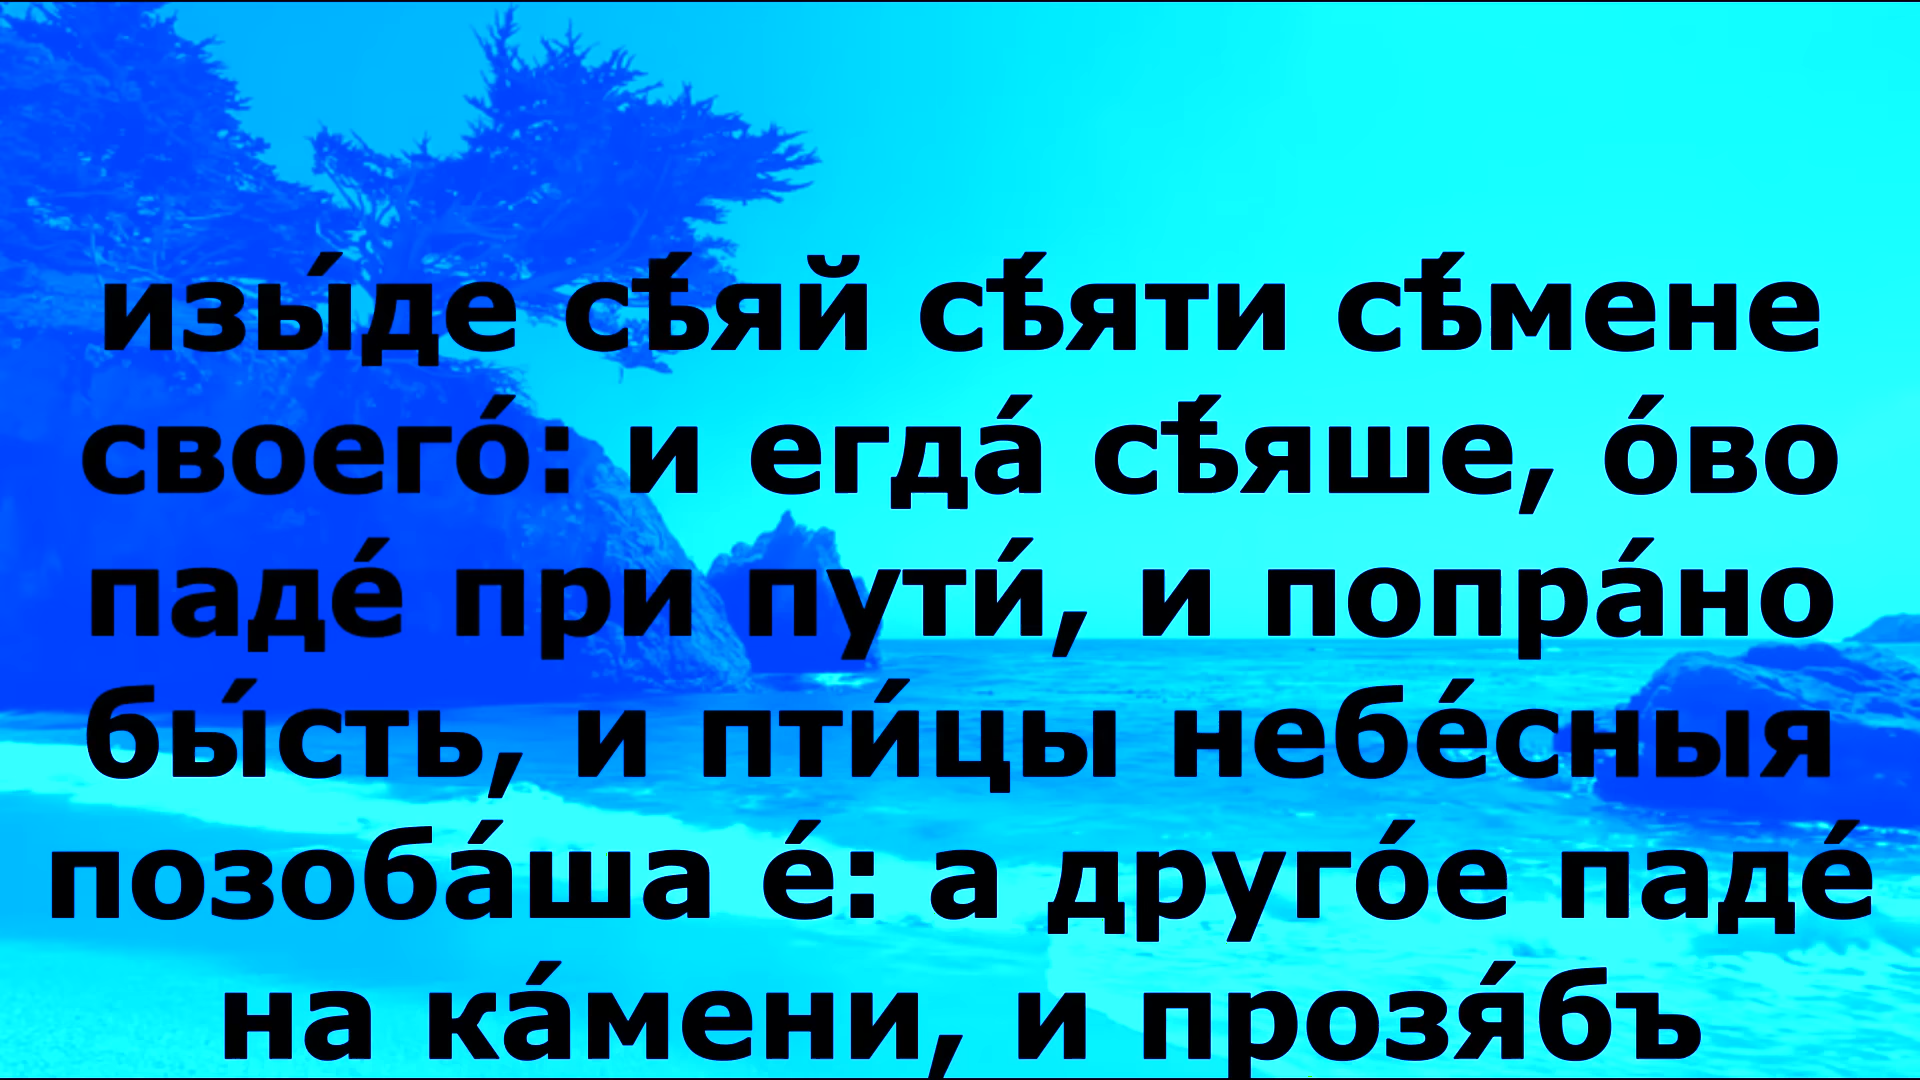 изы́де сѣ́яй сѣ́яти сѣ́мене
своего́: и егда́ сѣ́яше, о́во
паде́ при пути́, и попра́но
бы́сть, и пти́цы небе́сныя
позоба́ша е́: а друго́е паде́
на ка́мени, и прозя́бъ